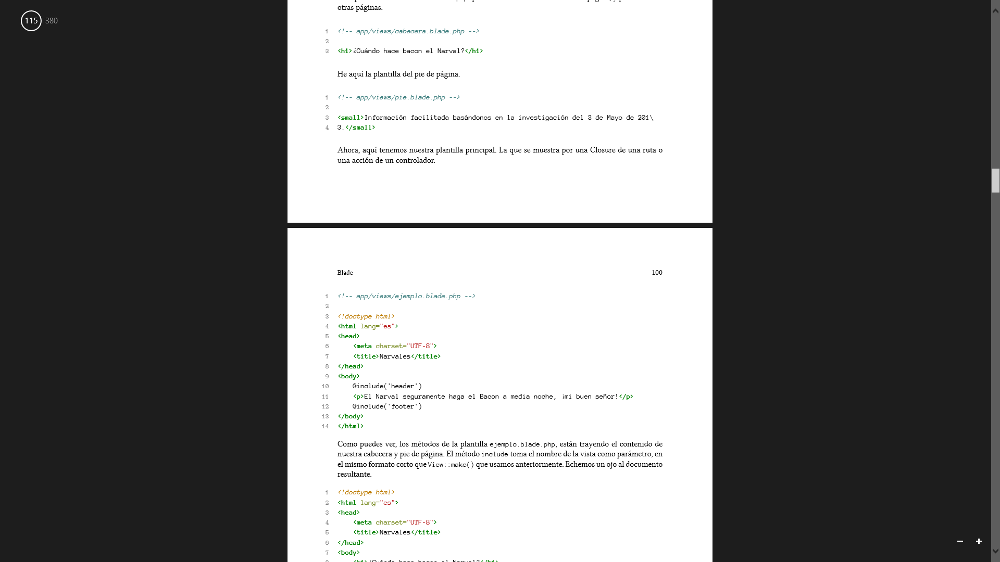 115 380
otras páginas.
1 <!-- app/views/cabecera.blade.php -->
2
3 <h1>¿Cuándo hace bacon el Narval?</h1>
He aquí la plantilla del pie de página.
1 <!-- app/views/pie.blade.php -->
2
3 <small>Información facilitada basándonos en la investigación del 3 de Mayo de 201\
4 3.</small>
Ahora, aquí tenemos nuestra plantilla principal. La que se muestra por una Closure de una ruta o
una acción de un controlador.
Blade 100
1 <!-- app/views/ejemplo.blade.php -->
2
3 <!doctype html>
4 <html lang="es">
5 <head>
6 <meta charset="UTF-8">
7 <title>Narvales</title>
8 </head>
9 <body>
10 @include('header')
11 <p>El Narval seguramente haga el Bacon a media noche, ¡mi buen señor!</p>
12 @include('footer')
13 </body>
14 </html>
Como puedes ver, los métodos de la plantilla ejemplo.blade.php, están trayendo el contenido de
nuestra cabecera y pie de página. El método include toma el nombre de la vista como parámetro, en
el mismo formato corto que View::make() que usamos anteriormente. Echemos un ojo al documento
resultante.
1 <!doctype html>
2 <html lang="es">
3 <head>
4 <meta charset="UTF-8">
5 <title>Narvales</title>
6 </head>
7 <body>
8 <h1>¿Cuándo hace bacon el Narval?</h1>